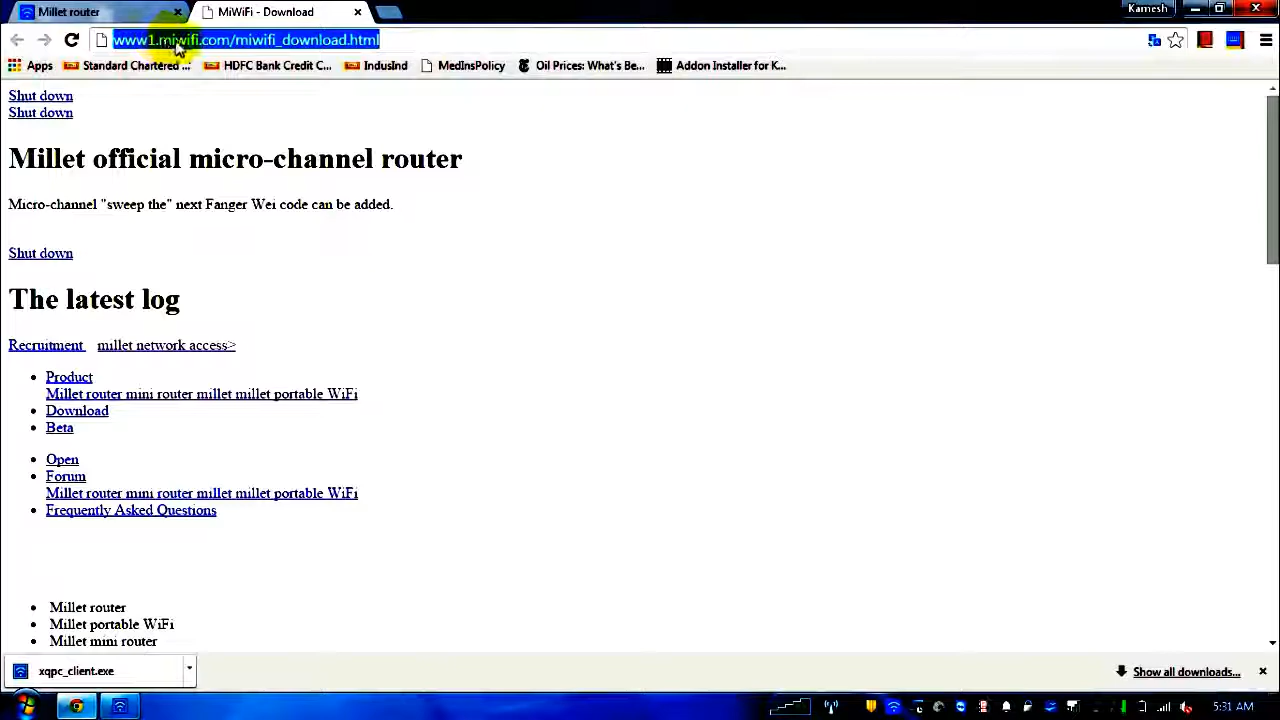 Millet router
MiWiFi - Download
Kamesh
www1.miwifi.com/miwifi_download.html
Apps
Standard Chartered ...
HDFC Bank Credit C...
IndusInd
MedInsPolicy
Oil Prices: What's Be...
Addon Installer for K...
Shut down
Shut down
Millet official micro-channel router
Micro-channel "sweep the" next Fanger Wei code can be added.
Shut down
The latest log
Recruitment millet network access>
Product
Millet router mini router millet millet portable WiFi
Download
Beta
Open
Forum
Millet router mini router millet millet portable WiFi
Frequently Asked Questions
Millet router
Millet portable WiFi
Millet mini router
xqpc_client.exe
Show all downloads...
5:31 AM